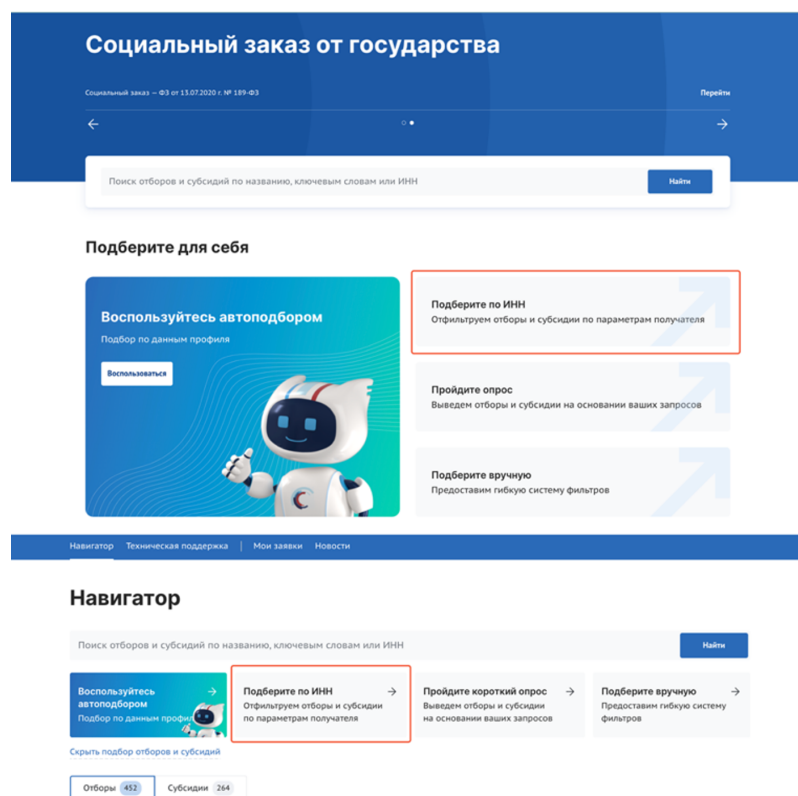 Социальный заказ от государства
Социальный заказ — ФЗ от 13.07.2020 г. № 189-ФЗ
Перейти
Поиск отборов и субсидий по названию, ключевым словам или ИНН
Найти
Подберите для себя
Воспользуйтесь автоподбором
Подбор по данным профиля
Воспользоваться
Подберите по ИНН
Отфильтруем отборы и субсидии по параметрам получателя
Пройдите опрос
Выведем отборы и субсидии на основании ваших запросов
Подберите вручную
Предоставим гибкую систему фильтров
Навигатор Техническая поддержка | Мои заявки Новости
Навигатор
Поиск отборов и субсидий по названию, ключевым словам или ИНН
Найти
Воспользуйтесь
автоподбором
Подбор по данным профил
Подберите по ИНН
Отфильтруем отборы и субсидии
по параметрам получателя
Пройдите короткий опрос
Выведем отборы и субсидии
на основании ваших запросов
Подберите вручную
Предоставим гибкую систему
фильтров
Скрыть подбор отборов и субсидий
Отборы 452 Субсидии 264